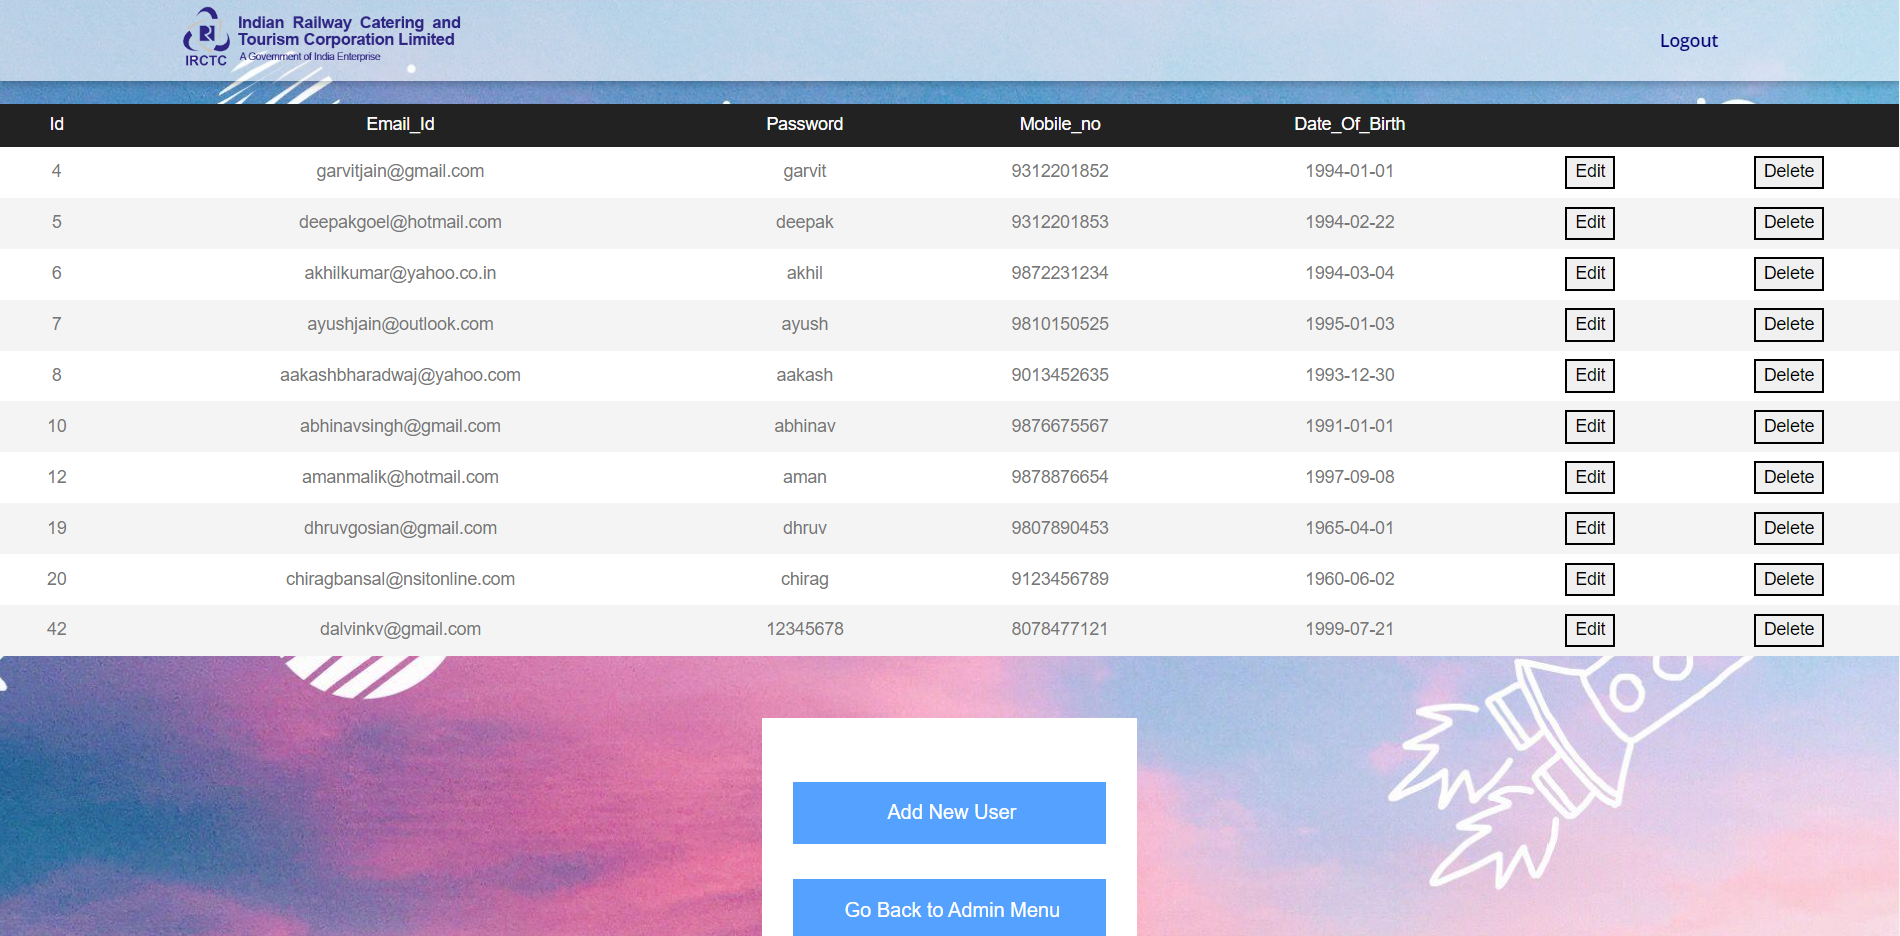 Indian Railway Catering and
Tourism Corporation Limited
A Government of India Enterprise
IRCTC
Logout
Id Email_Id Password Mobile_no Date_Of_Birth
4 garvitjain@gmail.com garvit 9312201852 1994-01-01 Edit Delete
5 deepakgoel@hotmail.com deepak 9312201853 1994-02-22 Edit Delete
6 akhilkumar@yahoo.co.in akhil 9872231234 1994-03-04 Edit Delete
7 ayushjain@outlook.com ayush 9810150525 1995-01-03 Edit Delete
8 aakashbharadwaj@yahoo.com aakash 9013452635 1993-12-30 Edit Delete
10 abhinavsingh@gmail.com abhinav 9876675567 1991-01-01 Edit Delete
12 amanmalik@hotmail.com aman 9878876654 1997-09-08 Edit Delete
19 dhruvgosian@gmail.com dhruv 9807890453 1965-04-01 Edit Delete
20 chiragbansal@nsitonline.com chirag 9123456789 1960-06-02 Edit Delete
42 dalvinkv@gmail.com 12345678 8078477121 1999-07-21 Edit Delete
Add New User
Go Back to Admin Menu